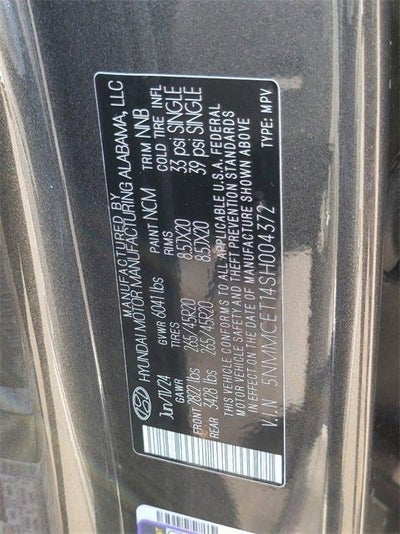 MANUFACTURED BY
HYUNDAI MOTOR MANUFACTURING ALABAMA, LLC
Jun/11/24 GVWR 6041 lbs PAINT NCM TRIM NNB
GAWR TIRES RIMS COLD TIRE INFL
FRONT 2822 lbs 265/45R20 8.5JX20 33 psi SINGLE
REAR 3428 lbs 265/45R20 8.5JX20 39 psi SINGLE
THIS VEHICLE CONFORMS TO ALL APPLICABLE U.S.A. FEDERAL
MOTOR VEHICLE SAFETY AND THEFT PREVENTION STANDARDS
IN EFFECT ON THE DATE OF MANUFACTURE SHOWN ABOVE
V.I.N 5NMMCET14SH004372 TYPE: MPV